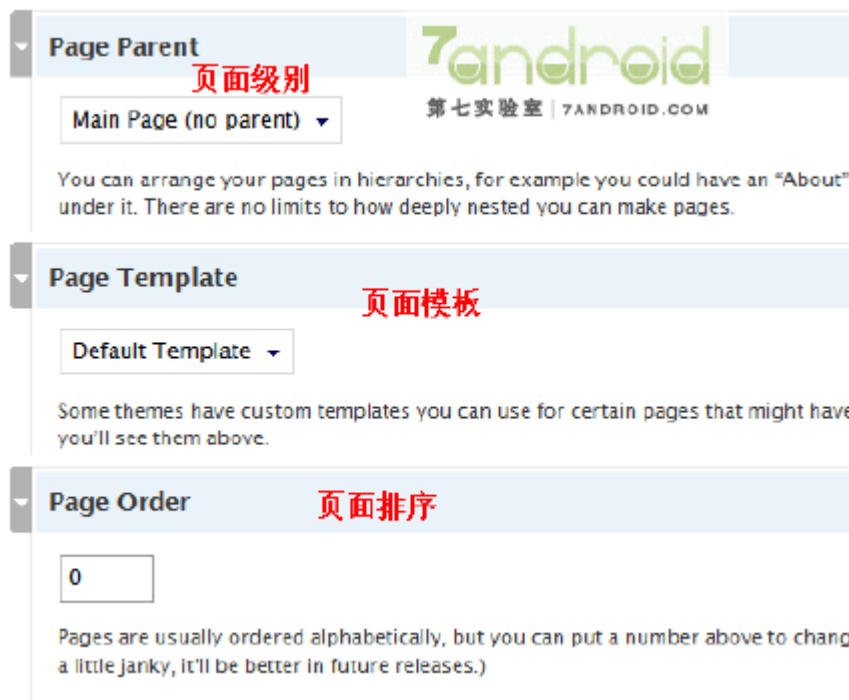 Page Parent
页面级别
7android
第七实验室 | 7ANDROID.COM
Main Page (no parent)
You can arrange your pages in hierarchies, for example you could have an “About”
under it. There are no limits to how deeply nested you can make pages.
Page Template
页面模板
Default Template
Some themes have custom templates you can use for certain pages that might have
you’ll see them above.
Page Order
页面排序
0
Pages are usually ordered alphabetically, but you can put a number above to chang
a little janky, it’ll be better in future releases.)